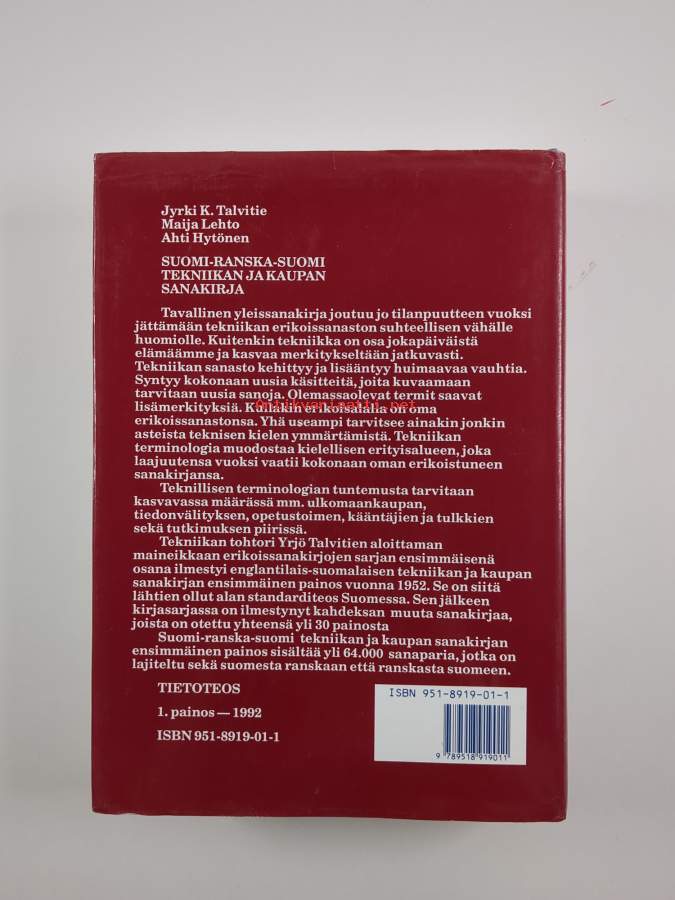 Jyrki K. Talvitie
Maija Lehto
Ahti Hytönen
SUOMI-RANSKA-SUOMI
TEKNIIKAN JA KAUPAN
SANAKIRJA
Tavallinen yleissanakirja joutuu jo tilanpuutteen vuoksi
jättämään tekniikan erikoissanaston suhteellisen vähälle
huomiolle. Kuitenkin tekniikka on osa jokapäiväistä
elämäämme ja kasvaa merkitykseltään jatkuvasti.
Tekniikan sanasto kehittyy ja lisääntyy huimaavaa vauhtia.
Syntyy kokonaan uusia käsitteitä, joita kuvaamaan
tarvitaan uusia sanoja. Olemassaolevat termit saavat
Antikvariaatti.net
lisämerkityksiä. Kullakin erikoisalalla on oma
erikoissanastonsa. Yhä useampi tarvitsee ainakin jonkin
asteista teknisen kielen ymmärtämistä. Tekniikan
terminologia muodostaa kielellisen erityisalueen, joka
laajuutensa vuoksi vaatii kokonaan oman erikoistuneen
sanakirjansa.
Teknillisen terminologian tuntemusta tarvitaan
kasvavassa määrässä mm. ulkomaankaupan,
tiedonvälityksen, opetustoimen, kääntäjien ja tulkkien
sekä tutkimuksen piirissä.
Tekniikan tohtori Yrjö Talvitien aloittaman
maineikkaan erikoissanakirjojen sarjan ensimmäisenä
osana ilmestyi englantilais-suomalaisen tekniikan ja kaupan
sanakirjan ensimmäinen painos vuonna 1952. Se on siitä
lähtien ollut alan standarditeos Suomessa. Sen jälkeen
kirjasarjassa on ilmestynyt kahdeksan muuta sanakirjaa,
joista on otettu yhteensä yli 30 painosta
Suomi-ranska-suomi tekniikan ja kaupan sanakirjan
ensimmäinen painos sisältää yli 64.000 sanaparia, jotka on
lajiteltu sekä suomesta ranskaan että ranskasta suomeen.
TIETOTEOS
1. painos — 1992
ISBN 951-8919-01-1
ISBN 951-8919-01-1
9 789518 919011